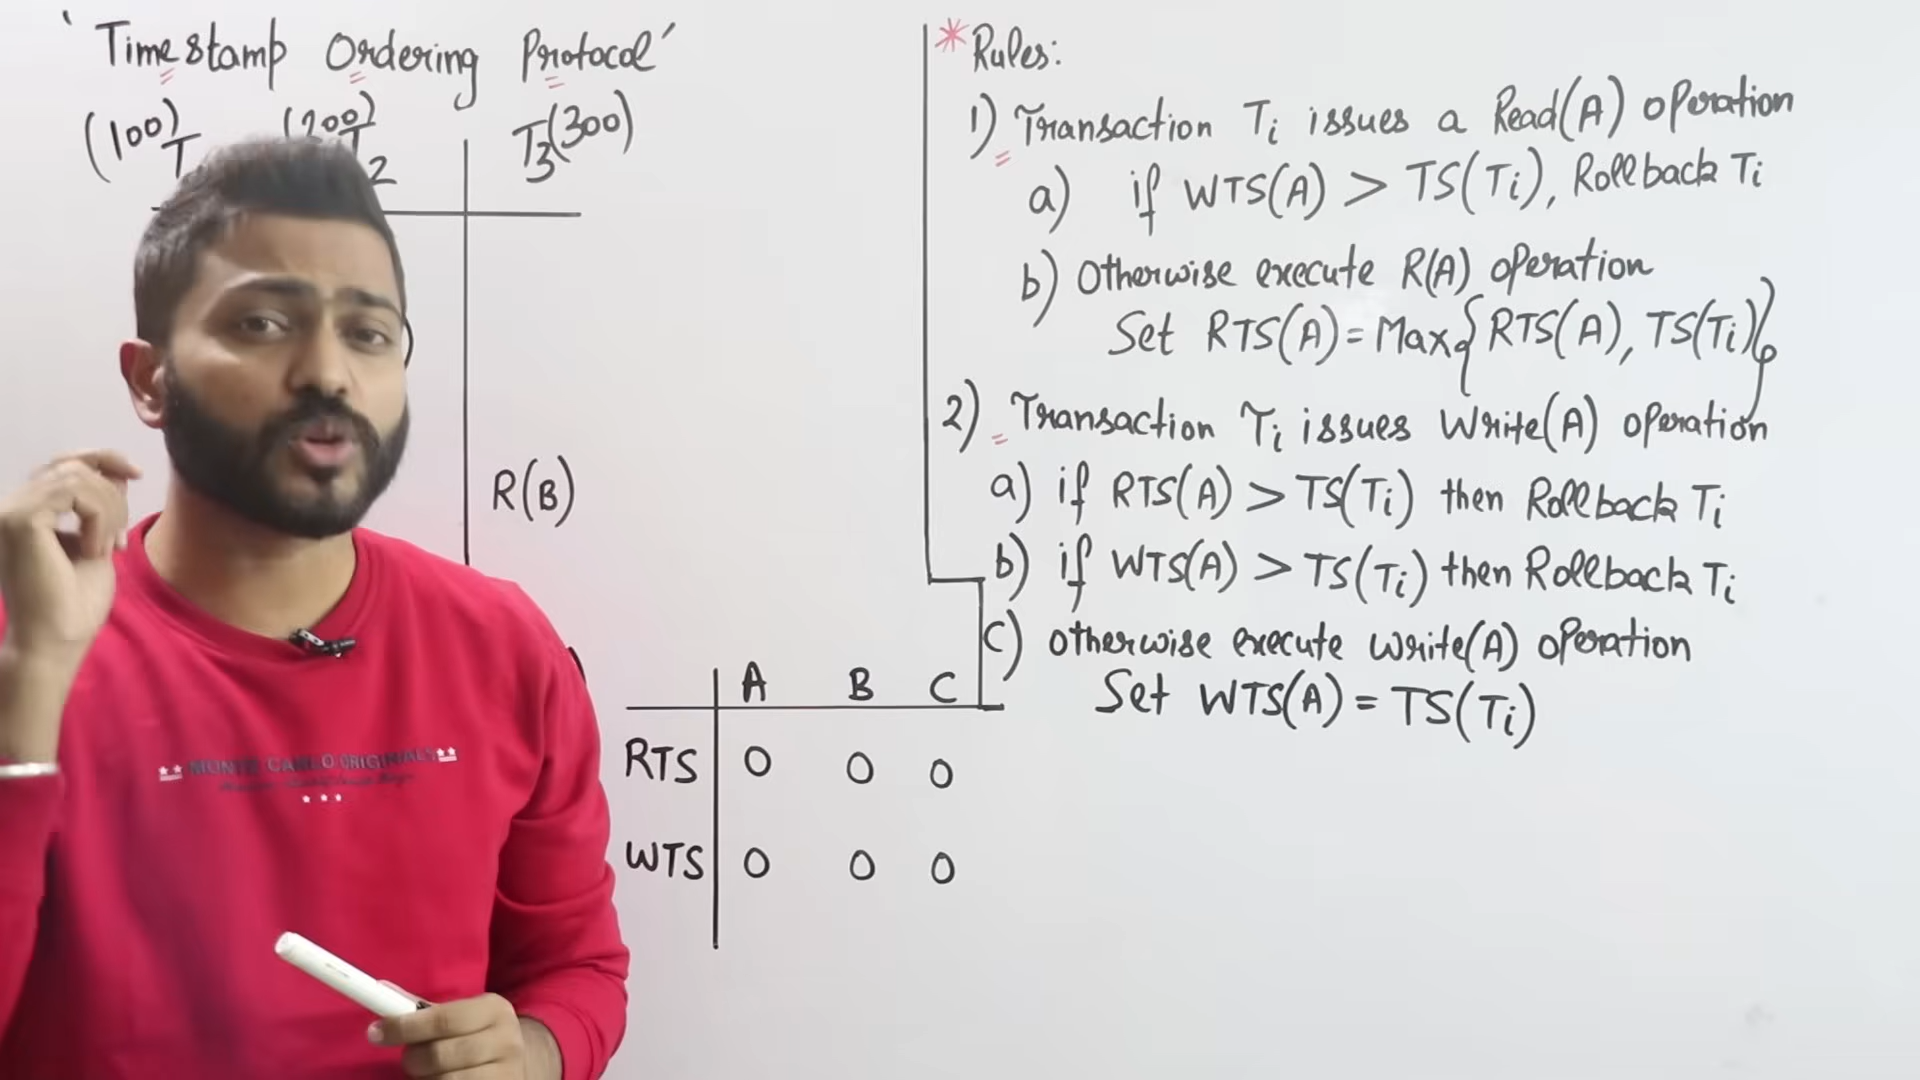 'Timestamp Ordering Protocol'
(100) T (200) T2 T3(300)
R(B)
A B C
RTS 0 0 0
WTS 0 0 0
* Rules:
1) Transaction Ti issues a Read(A) operation
a) if WTS(A) > TS(Ti), Rollback Ti
b) Otherwise execute R(A) operation
Set RTS(A) = Max{RTS(A), TS(Ti)}
2) Transaction Ti issues Write(A) operation
a) if RTS(A) > TS(Ti) then Rollback Ti
b) if WTS(A) > TS(Ti) then Rollback Ti
c) otherwise execute write(A) operation
Set WTS(A) = TS(Ti)
MONTE CARLO ORIGINALS